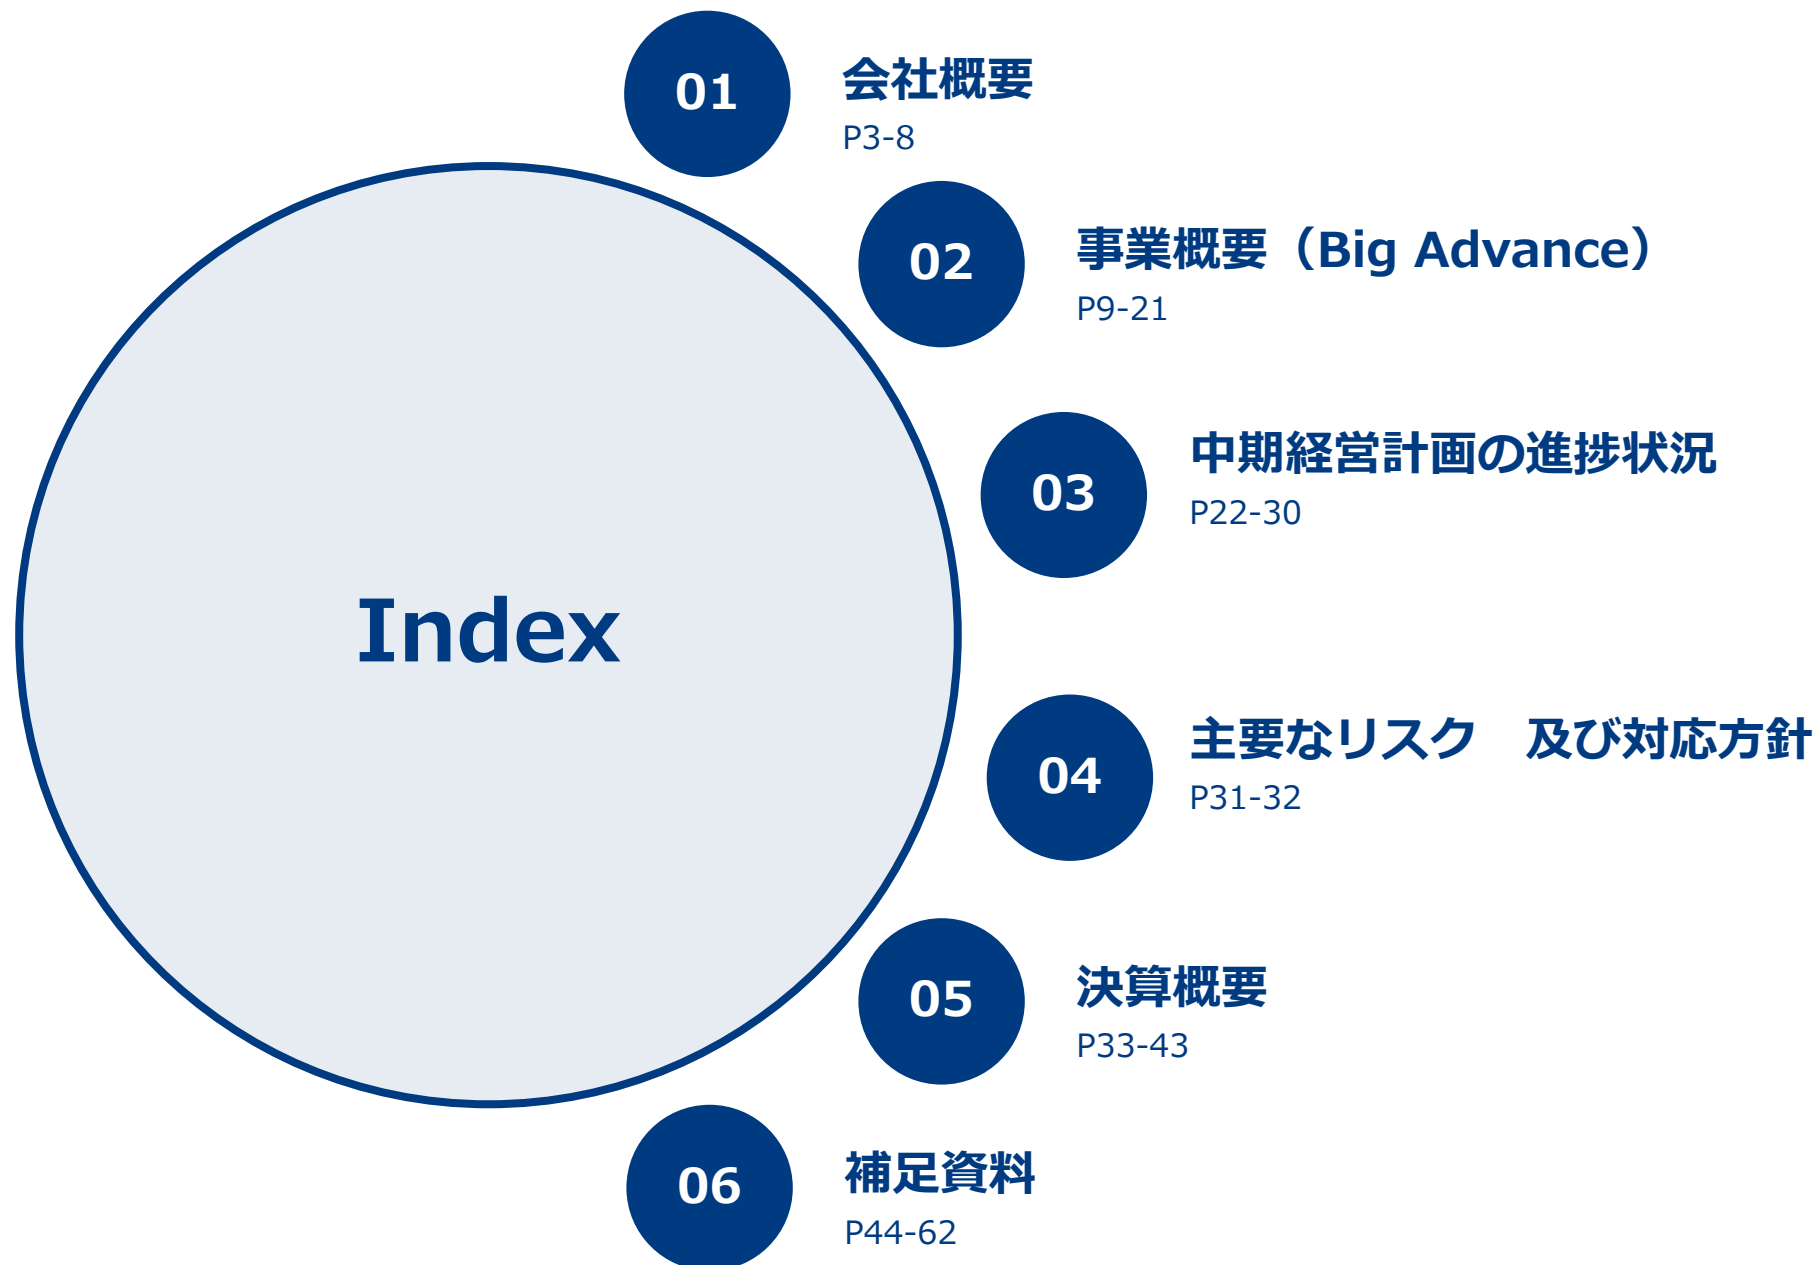 Index
01
会社概要
P3-8
02
事業概要（Big Advance）
P9-21
03
中期経営計画の進捗状況
P22-30
04
主要なリスク　及び対応方針
P31-32
05
決算概要
P33-43
06
補足資料
P44-62